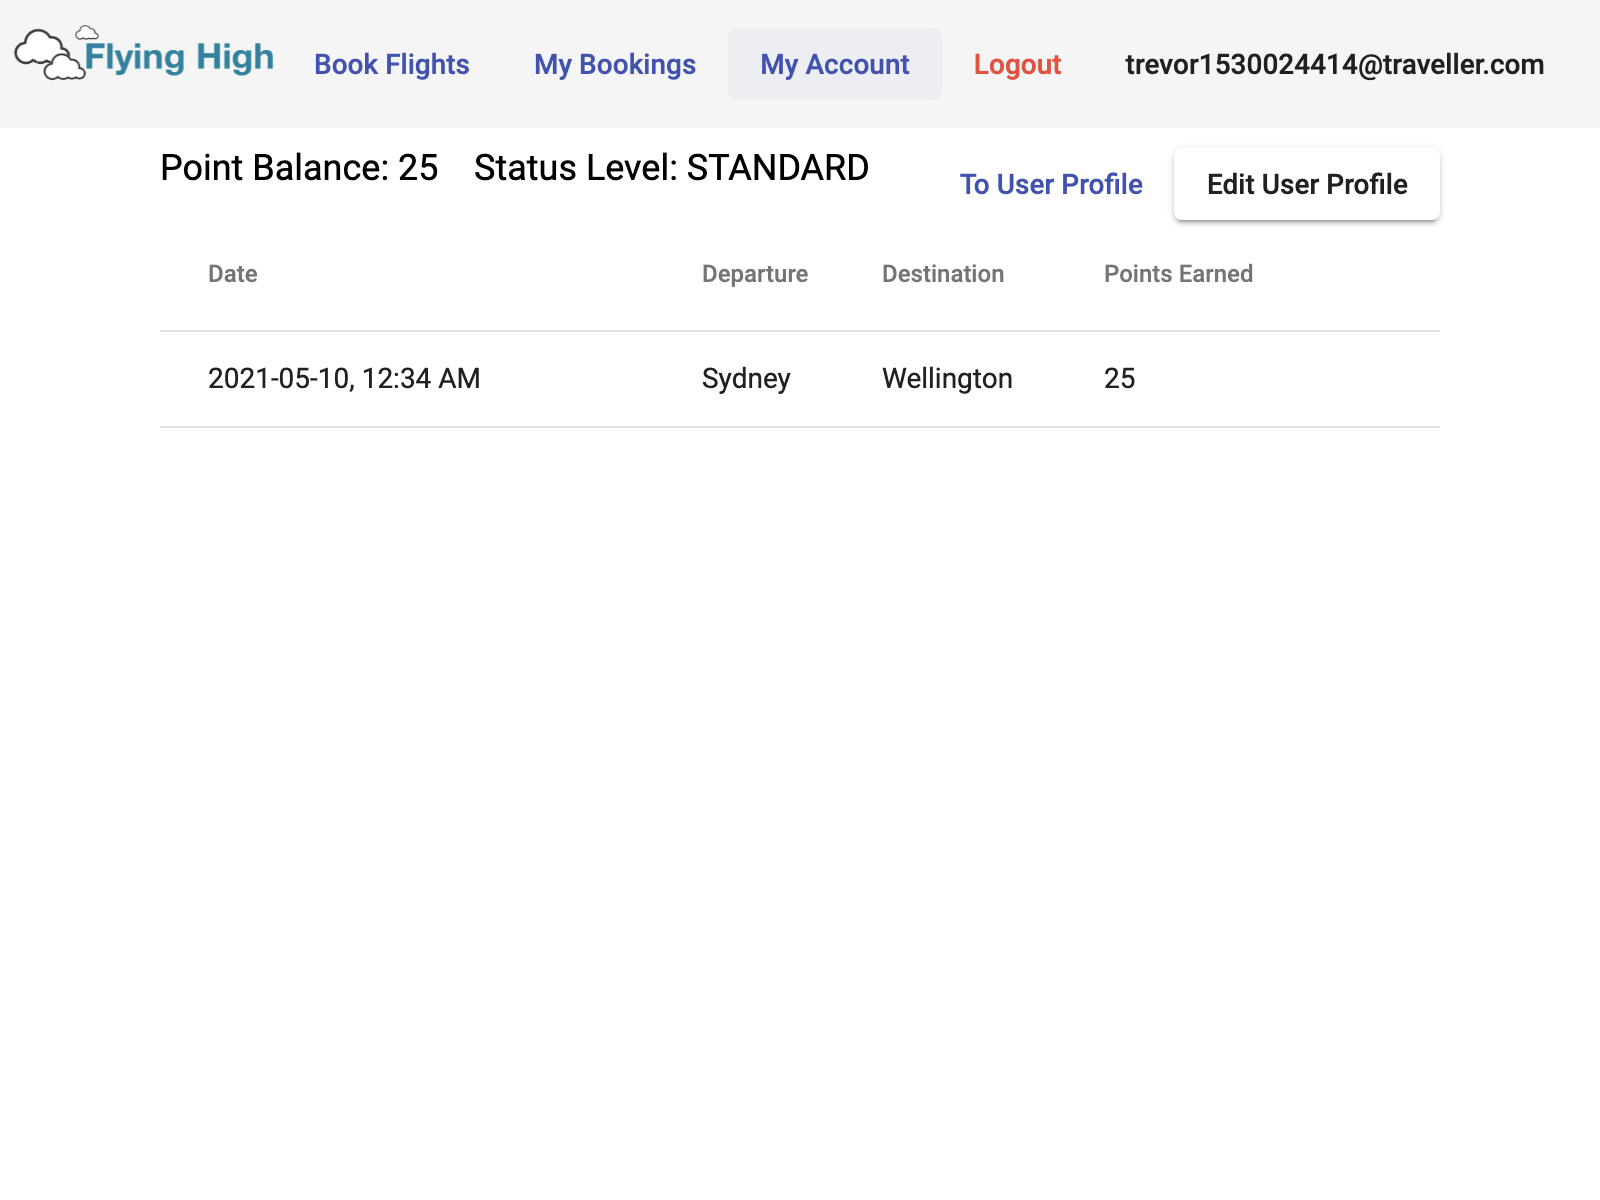 Flying High Book Flights My Bookings My Account Logout trevor1530024414@traveller.com
Point Balance: 25 Status Level: STANDARD To User Profile Edit User Profile
Date Departure Destination Points Earned
2021-05-10, 12:34 AM Sydney Wellington 25